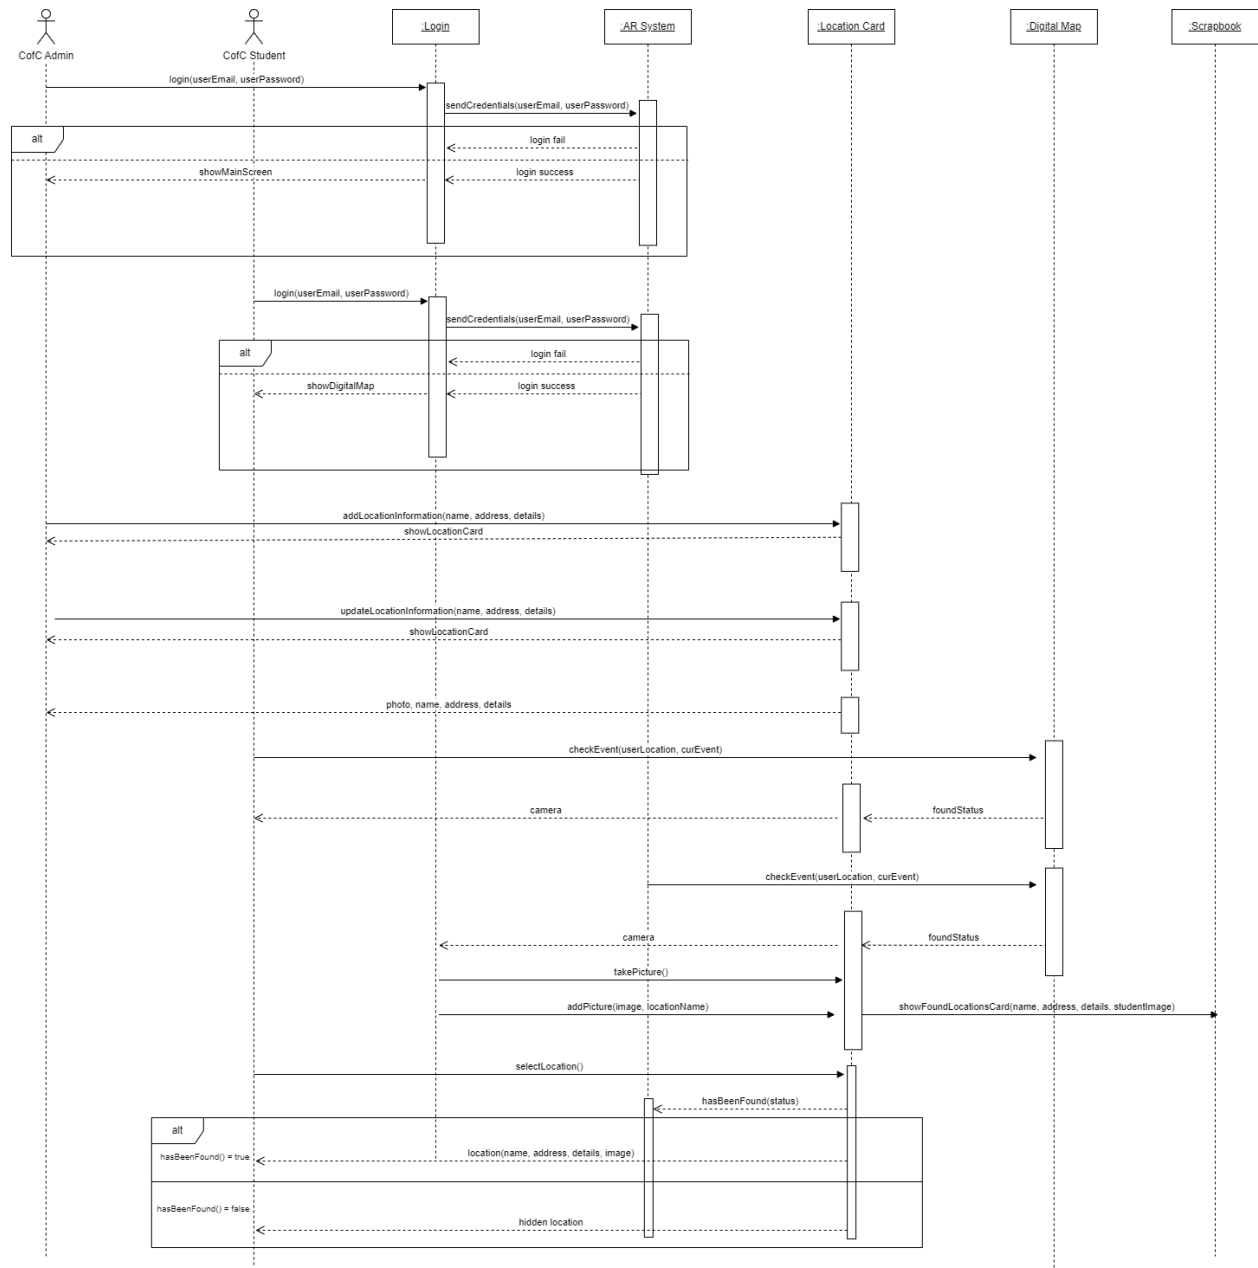 CofC Admin
CofC Student
:Login
:AR System
:Location Card
:Digital Map
:Scrapbook
login(userEmail, userPassword)
sendCredentials(userEmail, userPassword)
alt
login fail
showMainScreen
login success
login(userEmail, userPassword)
sendCredentials(userEmail, userPassword)
alt
login fail
showDigitalMap
login success
addLocationInformation(name, address, details)
showLocationCard
updateLocationInformation(name, address, details)
showLocationCard
photo, name, address, details
checkEvent(userLocation, curEvent)
camera
foundStatus
checkEvent(userLocation, curEvent)
camera
foundStatus
takePicture()
addPicture(image, locationName)
showFoundLocationsCard(name, address, details, studentImage)
selectLocation()
hasBeenFound(status)
alt
hasBeenFound() = true
location(name, address, details, image)
hasBeenFound() = false
hidden location